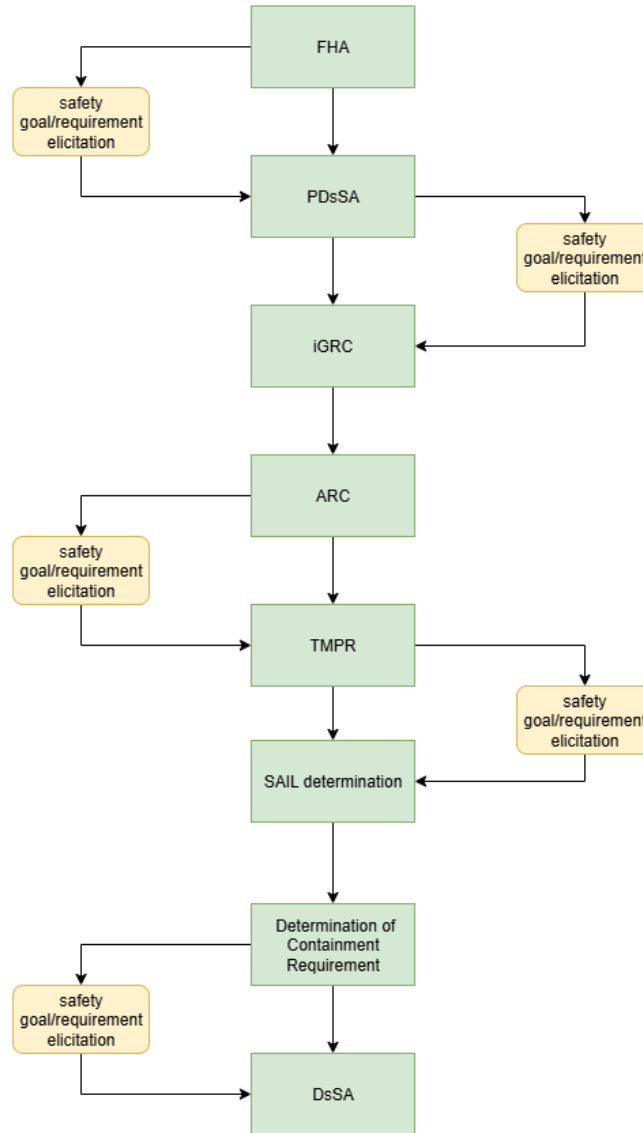 FHA
safety
goal/requirement
elicitation
PDsSA
safety
goal/requirement
elicitation
iGRC
ARC
safety
goal/requirement
elicitation
TMPR
safety
goal/requirement
elicitation
SAIL determination
Determination of
Containment
Requirement
safety
goal/requirement
elicitation
DsSA